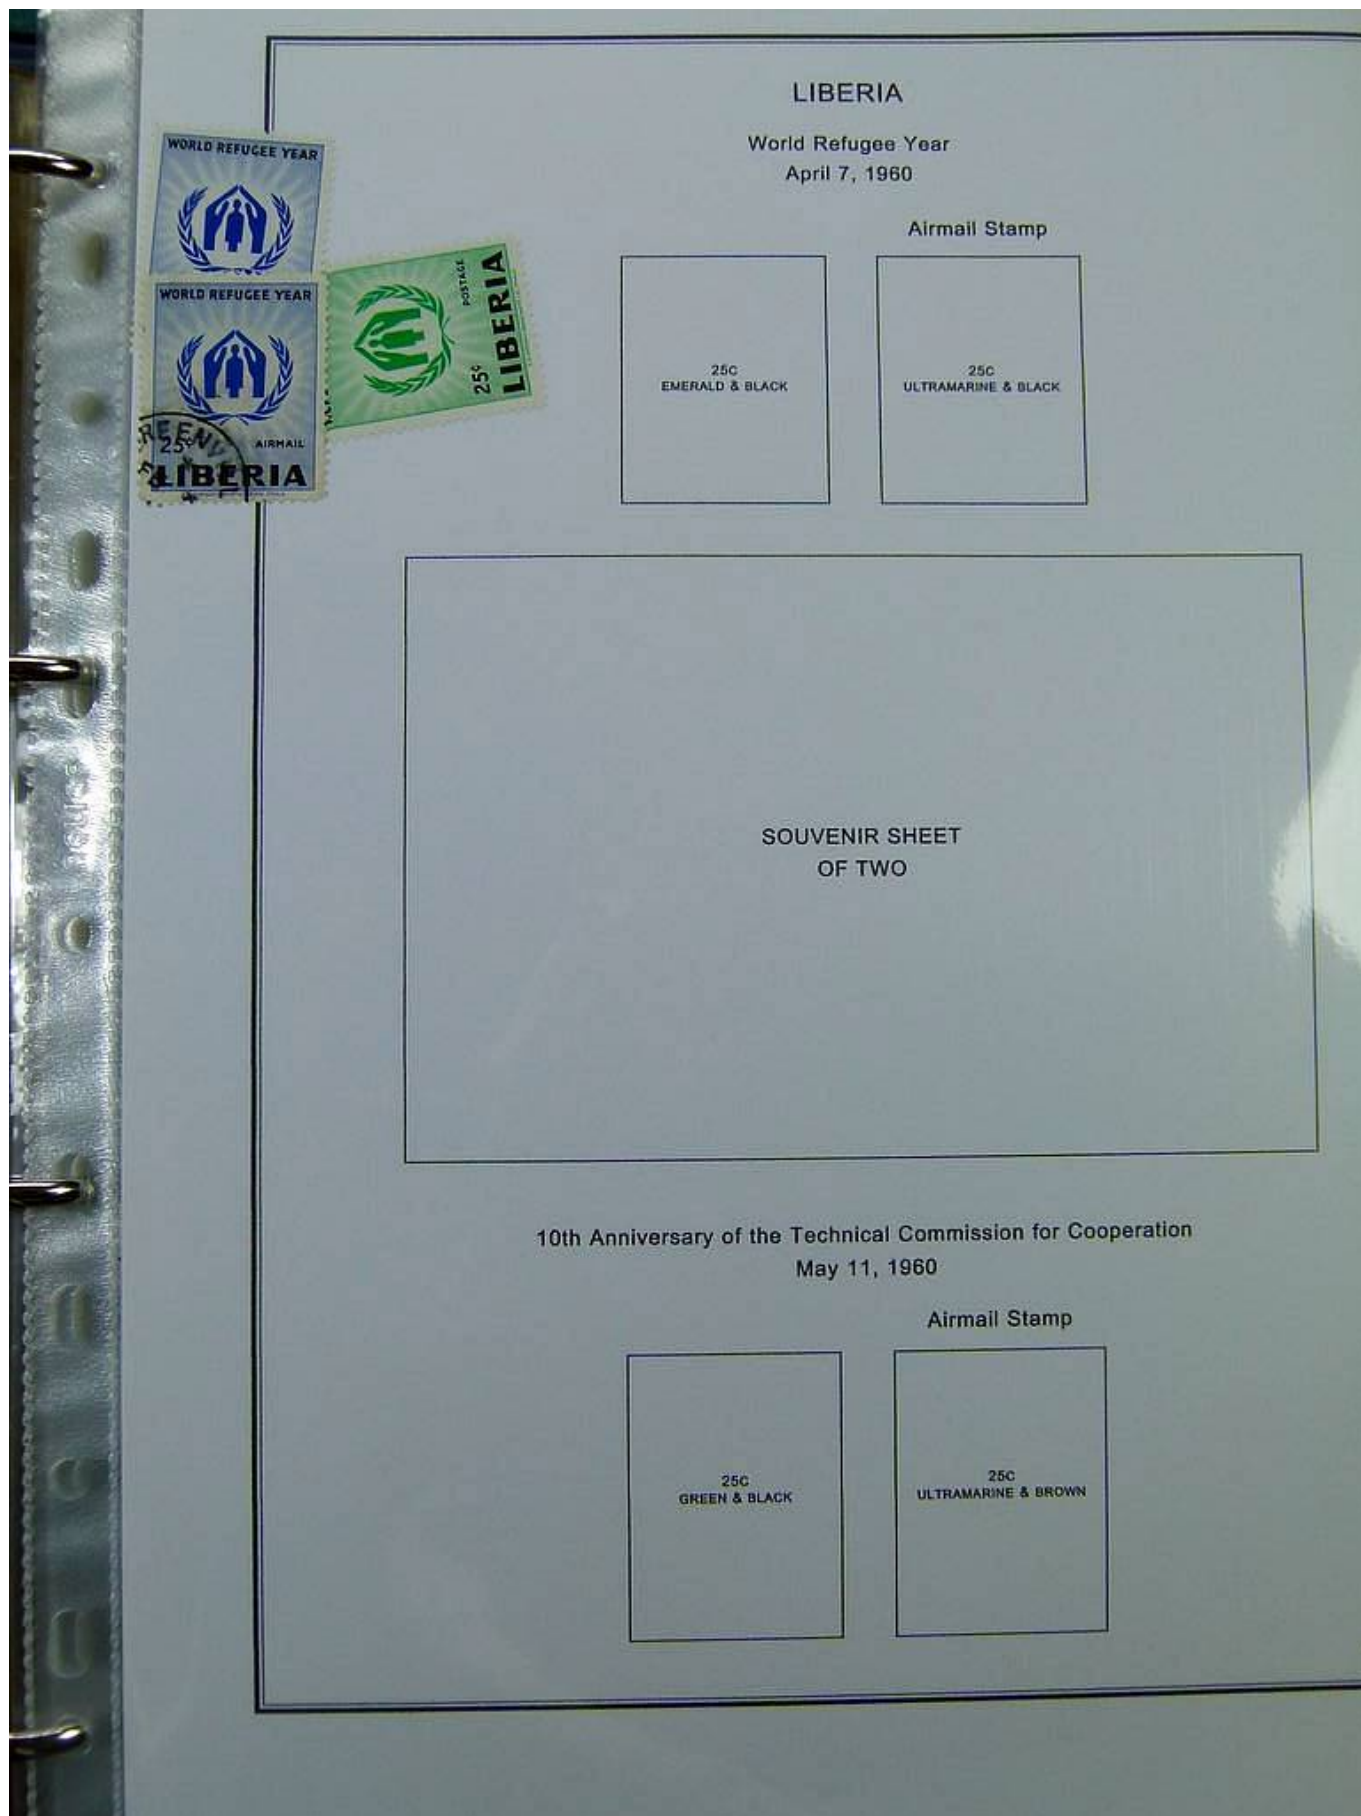 LIBERIA
World Refugee Year
April 7, 1960
Airmail Stamp
25C
EMERALD & BLACK
25C
ULTRAMARINE & BLACK
WORLD REFUGEE YEAR
WORLD REFUGEE YEAR
25¢
AIRMAIL
LIBERIA
POSTAGE
25¢
LIBERIA
SOUVENIR SHEET
OF TWO
10th Anniversary of the Technical Commission for Cooperation
May 11, 1960
Airmail Stamp
25C
GREEN & BLACK
25C
ULTRAMARINE & BROWN